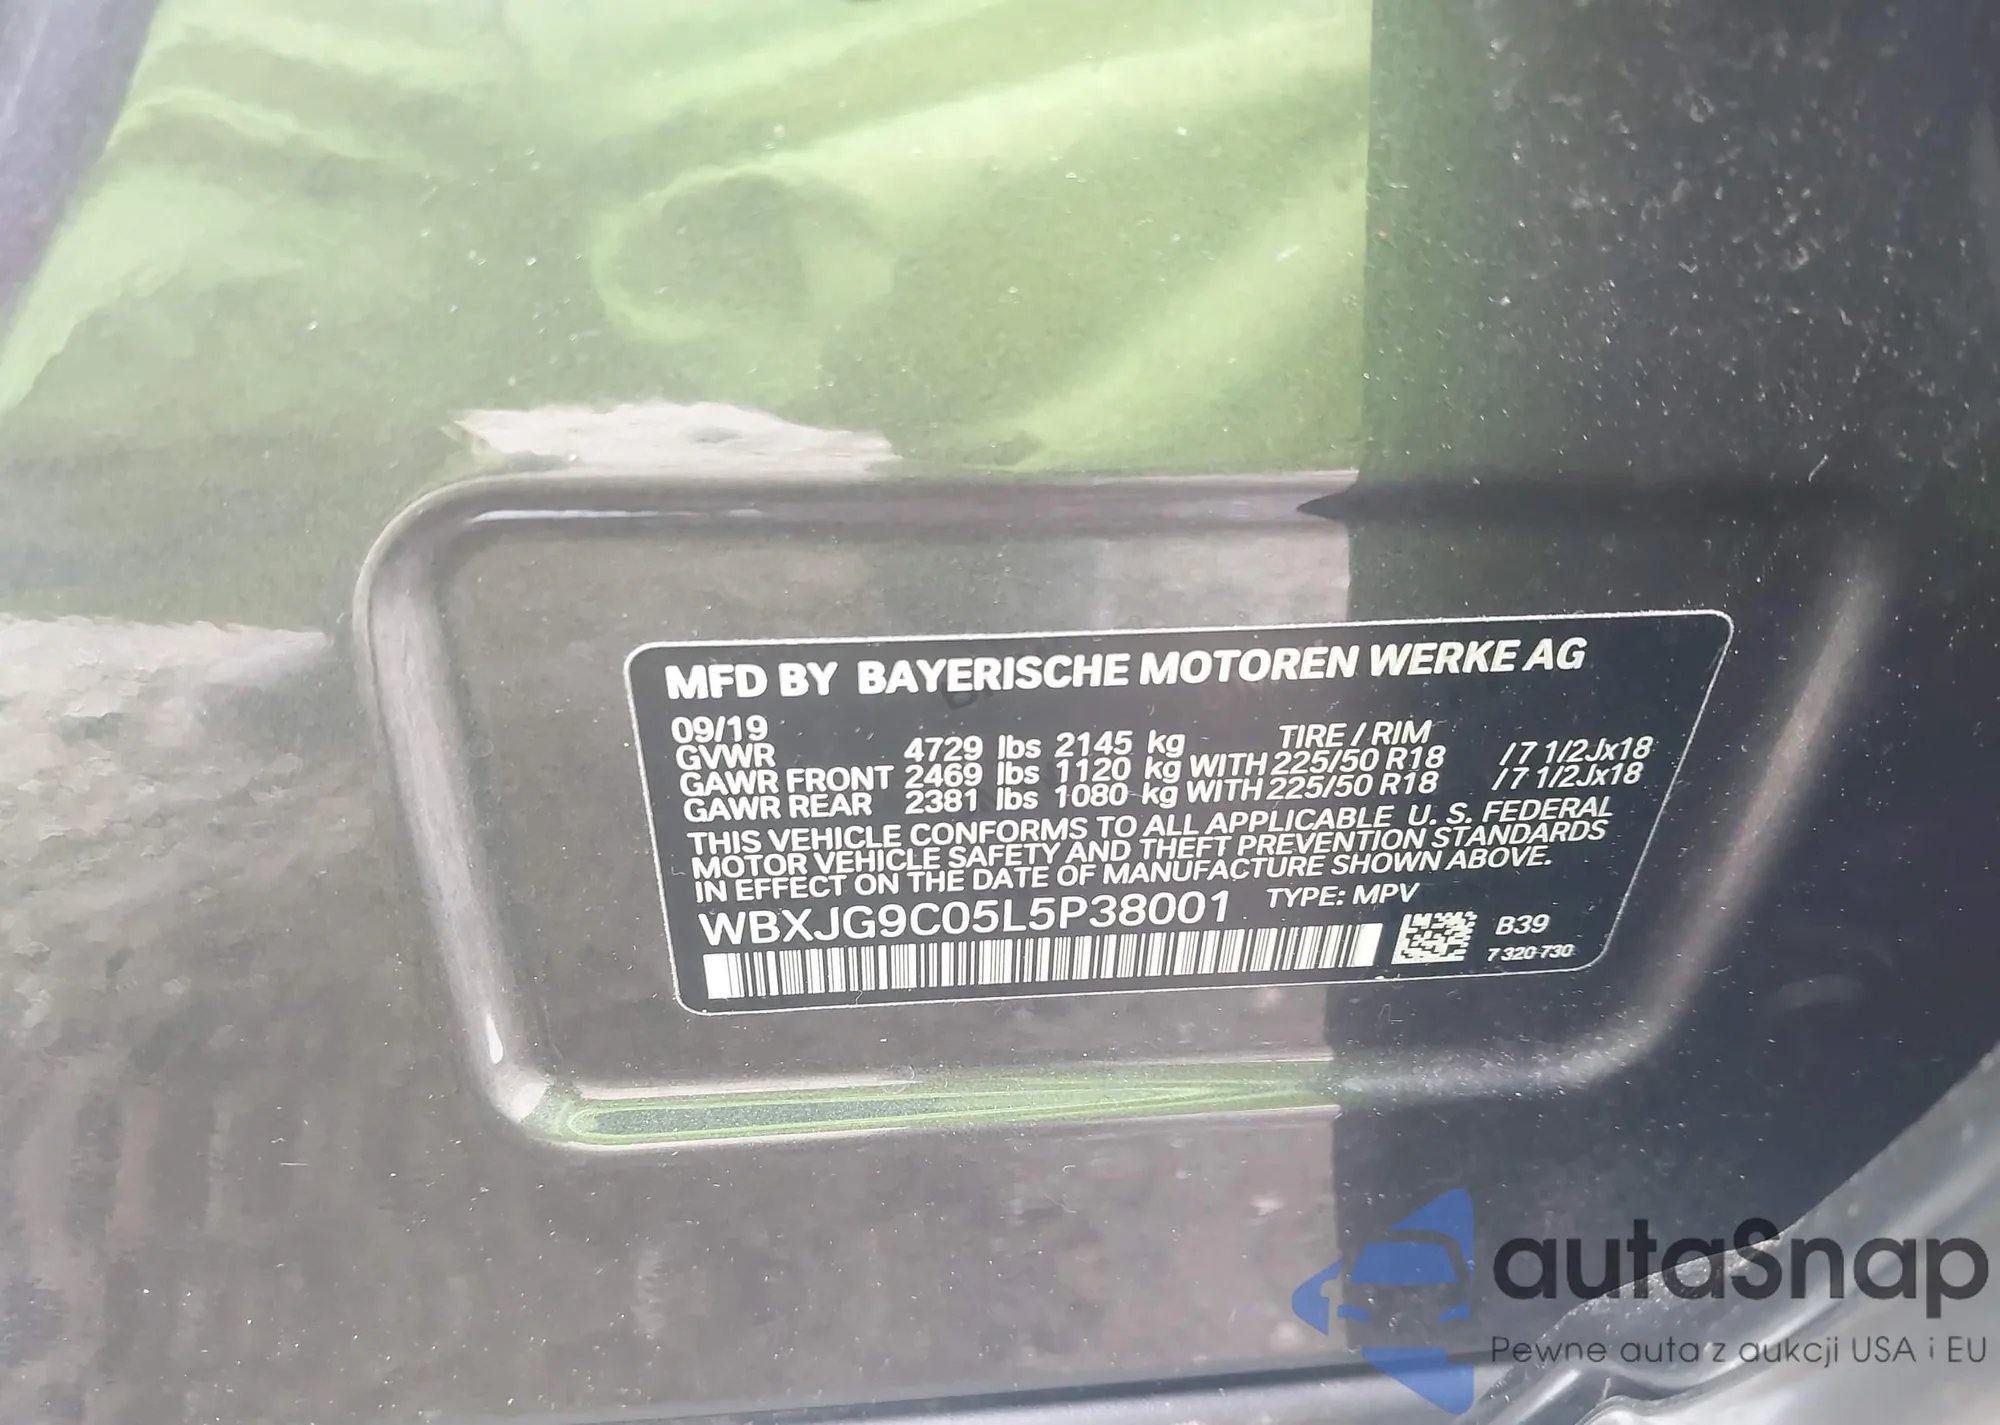 MFD BY BAYERISCHE MOTOREN WERKE AG
09/19 TIRE / RIM
GVWR 4729 lbs 2145 kg
GAWR FRONT 2469 lbs 1120 kg WITH 225/50 R18 / 7 1/2Jx18
GAWR REAR 2381 lbs 1080 kg WITH 225/50 R18 / 7 1/2Jx18
THIS VEHICLE CONFORMS TO ALL APPLICABLE U. S. FEDERAL
MOTOR VEHICLE SAFETY AND THEFT PREVENTION STANDARDS
IN EFFECT ON THE DATE OF MANUFACTURE SHOWN ABOVE.
WBXJG9C05L5P38001 TYPE: MPV
B39
7 320 730
autaSnap
Pewne auta z aukcji USA i EU